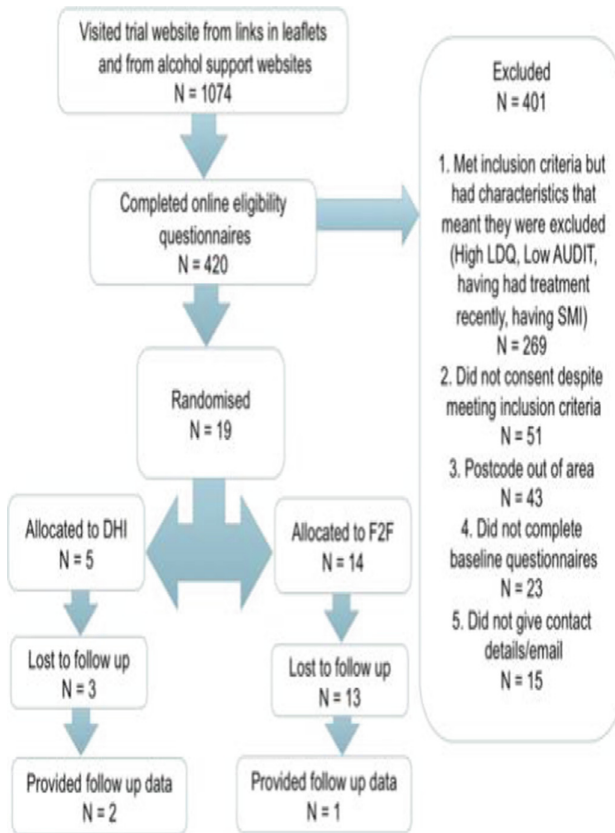 Visited trial website from links in leaflets
and from alcohol support websites
N = 1074
Completed online eligibility
questionnaires
N = 420
Randomised
N = 19
Allocated to DHI
N = 5
Allocated to F2F
N = 14
Lost to follow up
N = 3
Lost to follow up
N = 13
Provided follow up data
N = 2
Provided follow up data
N = 1
Excluded
N = 401
1. Met inclusion criteria but
had characteristics that
meant they were excluded
(High LDQ, Low AUDIT,
having had treatment
recently, having SMI)
N = 269
2. Did not consent despite
meeting inclusion criteria
N = 51
3. Postcode out of area
N = 43
4. Did not complete
baseline questionnaires
N = 23
5. Did not give contact
details/email
N = 15